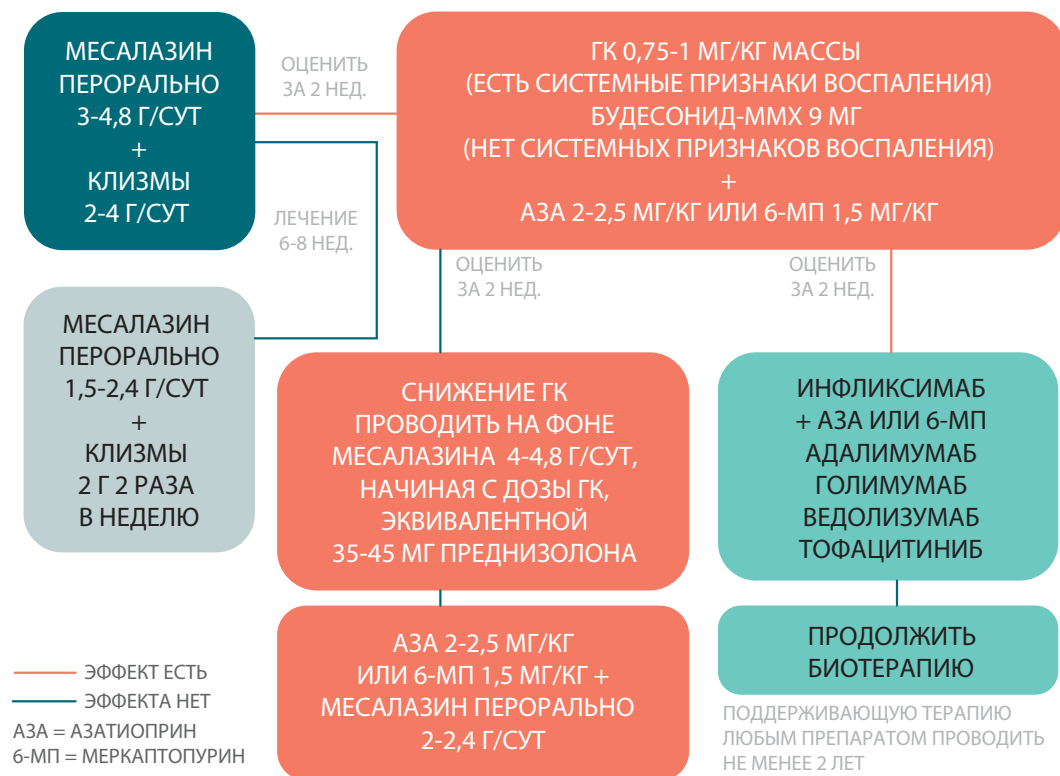 МЕСАЛАЗИН
ПЕРОРАЛЬНО
3-4,8 Г/СУТ
+
КЛИЗМЫ
2-4 Г/СУТ
ОЦЕНИТЬ
ЗА 2 НЕД.
ГК 0,75-1 МГ/КГ МАССЫ
(ЕСТЬ СИСТЕМНЫЕ ПРИЗНАКИ ВОСПАЛЕНИЯ)
БУДЕСОНИД-ММХ 9 МГ
(НЕТ СИСТЕМНЫХ ПРИЗНАКОВ ВОСПАЛЕНИЯ)
+
АЗА 2-2,5 МГ/КГ ИЛИ 6-МП 1,5 МГ/КГ
ЛЕЧЕНИЕ
6-8 НЕД.
ОЦЕНИТЬ
ЗА 2 НЕД.
ОЦЕНИТЬ
ЗА 2 НЕД.
МЕСАЛАЗИН
ПЕРОРАЛЬНО
1,5-2,4 Г/СУТ
+
КЛИЗМЫ
2 Г 2 РАЗА
В НЕДЕЛЮ
СНИЖЕНИЕ ГК
ПРОВОДИТЬ НА ФОНЕ
МЕСАЛАЗИНА 4-4,8 Г/СУТ,
НАЧИНАЯ С ДОЗЫ ГК,
ЭКВИВАЛЕНТНОЙ
35-45 МГ ПРЕДНИЗОЛОНА
ИНФЛИКСИМАБ
+ АЗА ИЛИ 6-МП
АДАЛИМУМАБ
ГОЛИМУМАБ
ВЕДОЛИЗУМАБ
ТОФАЦИТИНИБ
АЗА 2-2,5 МГ/КГ
ИЛИ 6-МП 1,5 МГ/КГ +
МЕСАЛАЗИН ПЕРОРАЛЬНО
2-2,4 Г/СУТ
ПРОДОЛЖИТЬ
БИОТЕРАПИЮ
ПОДДЕРЖИВАЮЩУЮ ТЕРАПИЮ
ЛЮБЫМ ПРЕПАРАТОМ ПРОВОДИТЬ
НЕ МЕНЕЕ 2 ЛЕТ
ЭФФЕКТ ЕСТЬ
ЭФФЕКТА НЕТ
АЗА = АЗАТИОПРИН
6-МП = МЕРКАПТОПУРИН